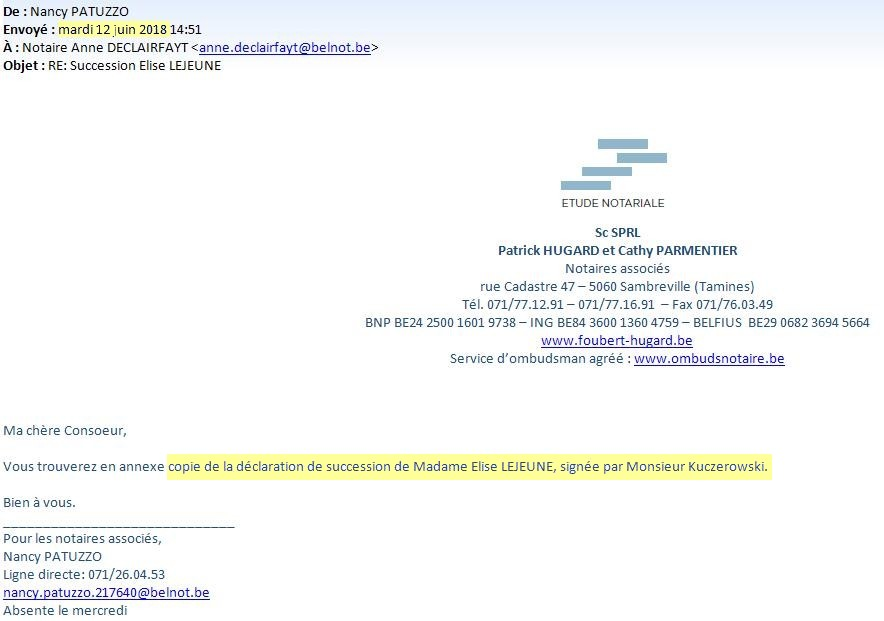 De : Nancy PATUZZO
Envoyé : mardi 12 juin 2018 14:51
À : Notaire Anne DECLAIRFAYT <anne.declairfayt@belnot.be>
Objet : RE: Succession Elise LEJEUNE
ETUDE NOTARIALE
Sc SPRL
Patrick HUGARD et Cathy PARMENTIER
Notaires associés
rue Cadastre 47 – 5060 Sambreville (Tamines)
Tél. 071/77.12.91 – 071/77.16.91 – Fax 071/76.03.49
BNP BE24 2500 1601 9738 – ING BE84 3600 1360 4759 – BELFIUS BE29 0682 3694 5664
www.foubert-hugard.be
Service d’ombudsman agréé : www.ombudsnotaire.be
Ma chère Consoeur,
Vous trouverez en annexe copie de la déclaration de succession de Madame Elise LEJEUNE, signée par Monsieur Kuczerowski.
Bien à vous.
______________________________
Pour les notaires associés,
Nancy PATUZZO
Ligne directe: 071/26.04.53
nancy.patuzzo.217640@belnot.be
Absente le mercredi